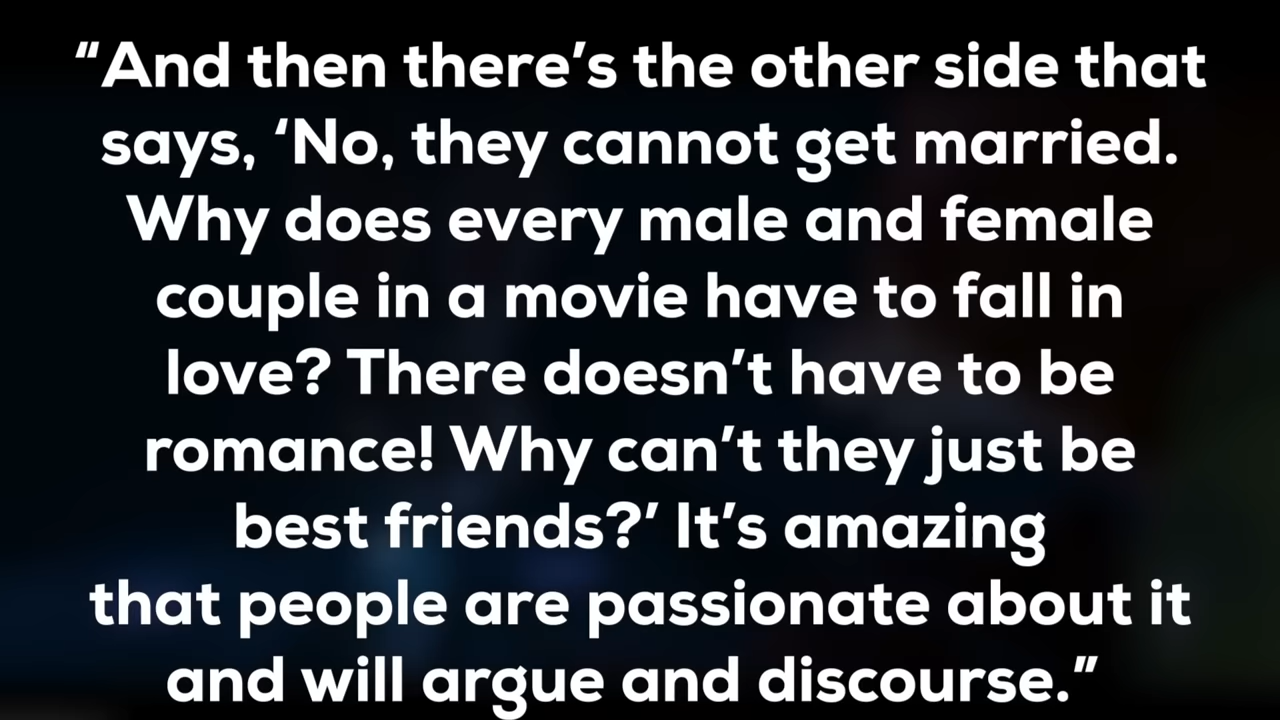 “And then there’s the other side that
says, ‘No, they cannot get married.
Why does every male and female
couple in a movie have to fall in
love? There doesn’t have to be
romance! Why can’t they just be
best friends?’ It’s amazing
that people are passionate about it
and will argue and discourse.”